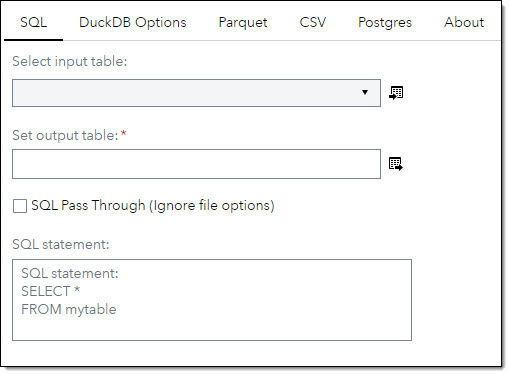 SQL DuckDB Options Parquet CSV Postgres About
Select input table:
Set output table: *
SQL Pass Through (Ignore file options)
SQL statement:
SQL statement:
SELECT *
FROM mytable